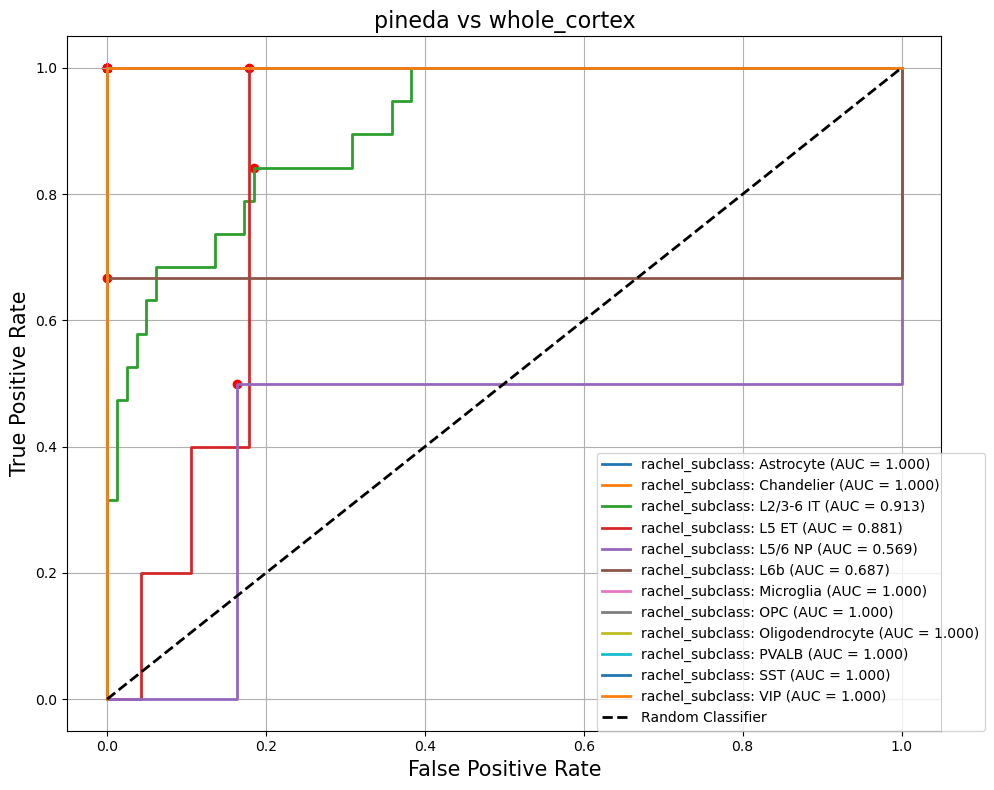 pineda vs whole_cortex
True Positive Rate
1.0
0.8
0.6
0.4
0.2
0.0
rachel_subclass: Astrocyte (AUC = 1.000)
rachel_subclass: Chandelier (AUC = 1.000)
rachel_subclass: L2/3-6 IT (AUC = 0.913)
rachel_subclass: L5 ET (AUC = 0.881)
rachel_subclass: L5/6 NP (AUC = 0.569)
rachel_subclass: L6b (AUC = 0.687)
rachel_subclass: Microglia (AUC = 1.000)
rachel_subclass: OPC (AUC = 1.000)
rachel_subclass: Oligodendrocyte (AUC = 1.000)
rachel_subclass: PVALB (AUC = 1.000)
rachel_subclass: SST (AUC = 1.000)
rachel_subclass: VIP (AUC = 1.000)
Random Classifier
0.0 0.2 0.4 0.6 0.8 1.0
False Positive Rate